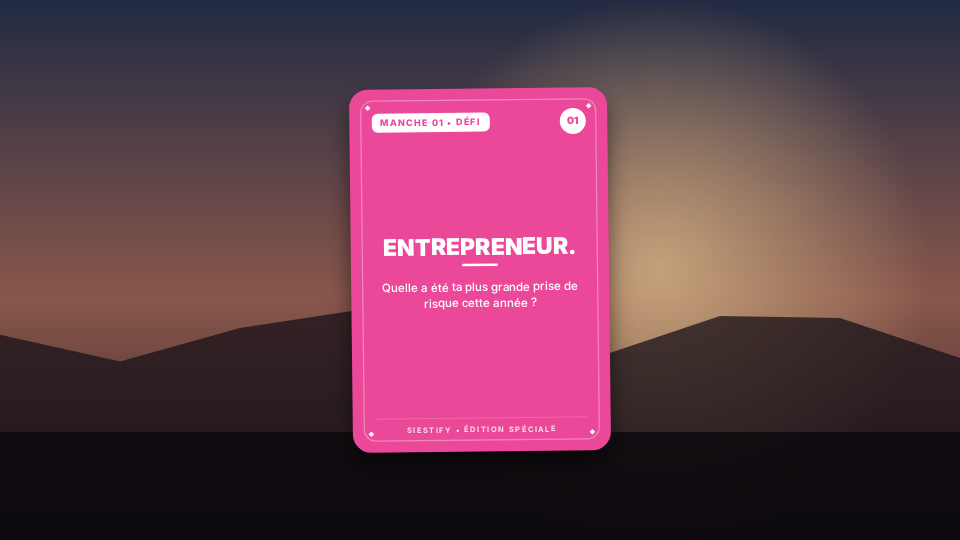 MANCHE 01 • DÉFI
01
ENTREPRENEUR.
Quelle a été ta plus grande prise de
risque cette année ?
SIESTIFY • ÉDITION SPÉCIALE